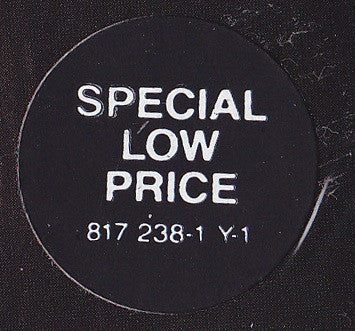 SPECIAL
LOW
PRICE
817 238-1 Y-1